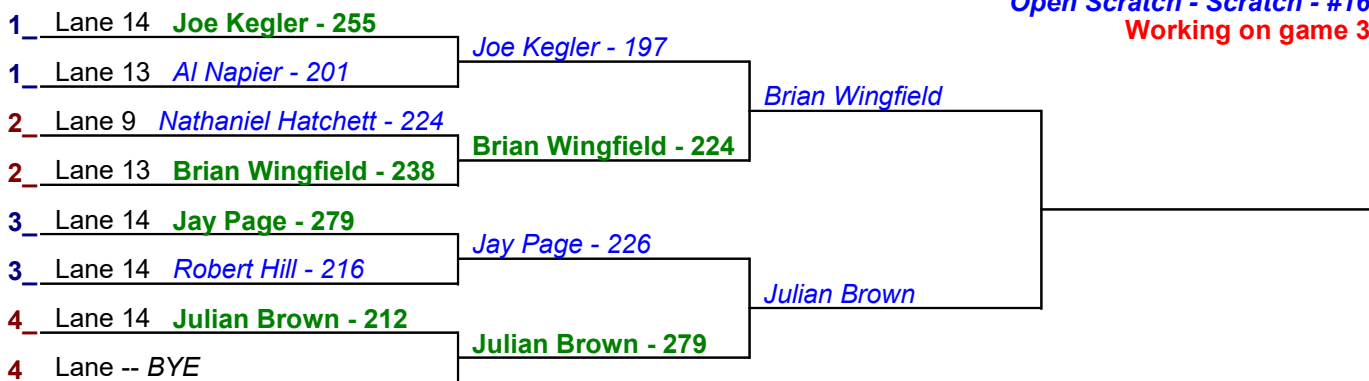 Open Scratch - Scratch - #16
Working on game 3
1_ Lane 14 Joe Kegler - 255
Joe Kegler - 197
1_ Lane 13 Al Napier - 201
Brian Wingfield
2_ Lane 9 Nathaniel Hatchett - 224
Brian Wingfield - 224
2_ Lane 13 Brian Wingfield - 238
3_ Lane 14 Jay Page - 279
Jay Page - 226
3_ Lane 14 Robert Hill - 216
Julian Brown
4_ Lane 14 Julian Brown - 212
Julian Brown - 279
4 Lane -- BYE